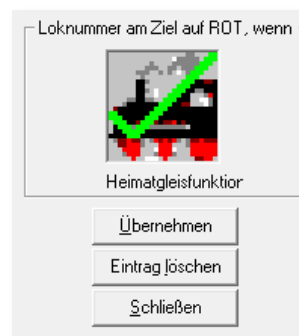 Loknummer am Ziel auf ROT, wenn
Heimatgleisfunktior
Übernehmen
Eintrag löschen
Schließen